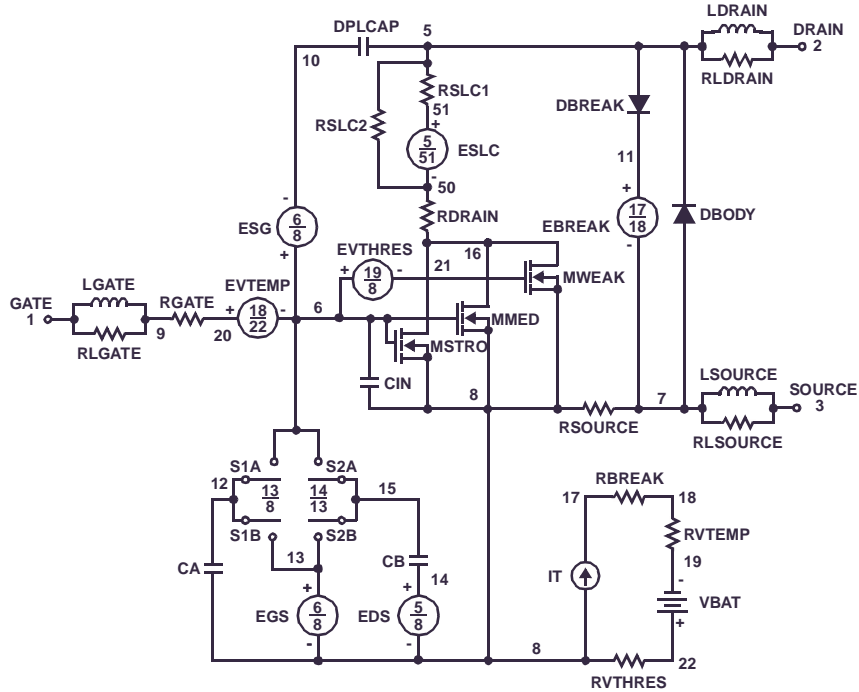 LDRAIN
DPLCAP
5
DRAIN
2
10
RLDRAIN
RSLC1
51
+
RSLC2
5
51
ESLC
-
50
DBREAK
11
+
17
18
EBREAK
-
DBODY
-
6
8
ESG
+
RDRAIN
EVTHRES
+
19
8
-
16
21
MWEAK
LGATE
EVTEMP
GATE
1
RGATE
+
18
22
-
6
MMED
9
20
RLGATE
MSTRO
CIN
8
LSOURCE
SOURCE
7
3
RSOURCE
RLSOURCE
S1A
S2A
12
13
8
14
13
15
S1B
S2B
RBREAK
17
18
RVTEMP
13
CB
CA
14
IT
19
-
VBAT
+
+
EGS
6
8
-
+
EDS
5
8
-
8
22
RVTHRES